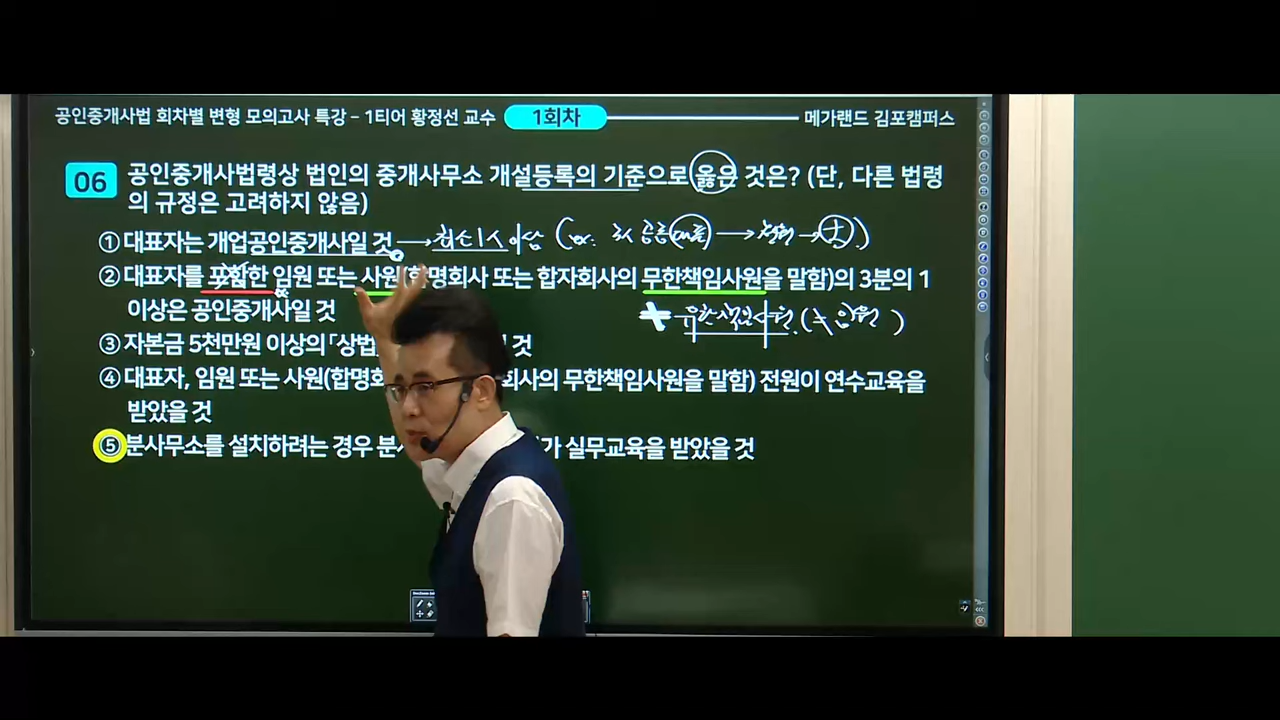 공인중개사법 회차별 변형 모의고사 특강 - 1티어 황정선 교수 1회차 메가랜드 김포캠퍼스
06 공인중개사법령상 법인의 중개사무소 개설등록의 기준으로 옳은 것은? (단, 다른 법령
의 규정은 고려하지 않음)
① 대표자는 개업공인중개사일 것 → 최소 1人 이상
② 대표자를 포함한 임원 또는 사원(합명회사 또는 합자회사의 무한책임사원을 말함)의 3분의 1
이상은 공인중개사일 것
③ 자본금 5천만원 이상의 「상법 것
④ 대표자, 임원 또는 사원(합명회 회사의 무한책임사원을 말함) 전원이 연수교육을
받았을 것
⑤ 분사무소를 설치하려는 경우 분사 가 실무교육을 받았을 것